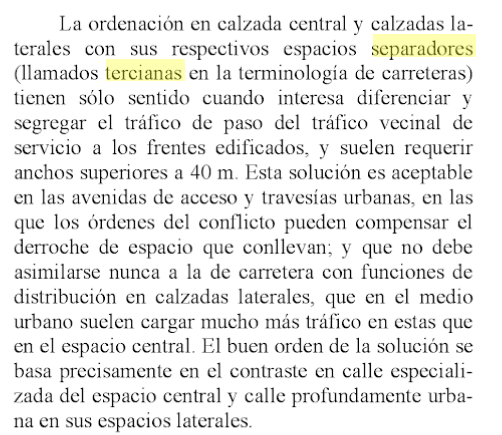 La ordenación en calzada central y calzadas la-
terales con sus respectivos espacios separadores
(llamados tercianas en la terminología de carreteras)
tienen sólo sentido cuando interesa diferenciar y
segregar el tráfico de paso del tráfico vecinal de
servicio a los frentes edificados, y suelen requerir
anchos superiores a 40 m. Esta solución es aceptable
en las avenidas de acceso y travesías urbanas, en las
que los órdenes del conflicto pueden compensar el
derroche de espacio que conllevan; y que no debe
asimilarse nunca a la de carretera con funciones de
distribución en calzadas laterales, que en el medio
urbano suelen cargar mucho más tráfico en estas que
en el espacio central. El buen orden de la solución se
basa precisamente en el contraste en calle especiali-
zada del espacio central y calle profundamente urba-
na en sus espacios laterales.